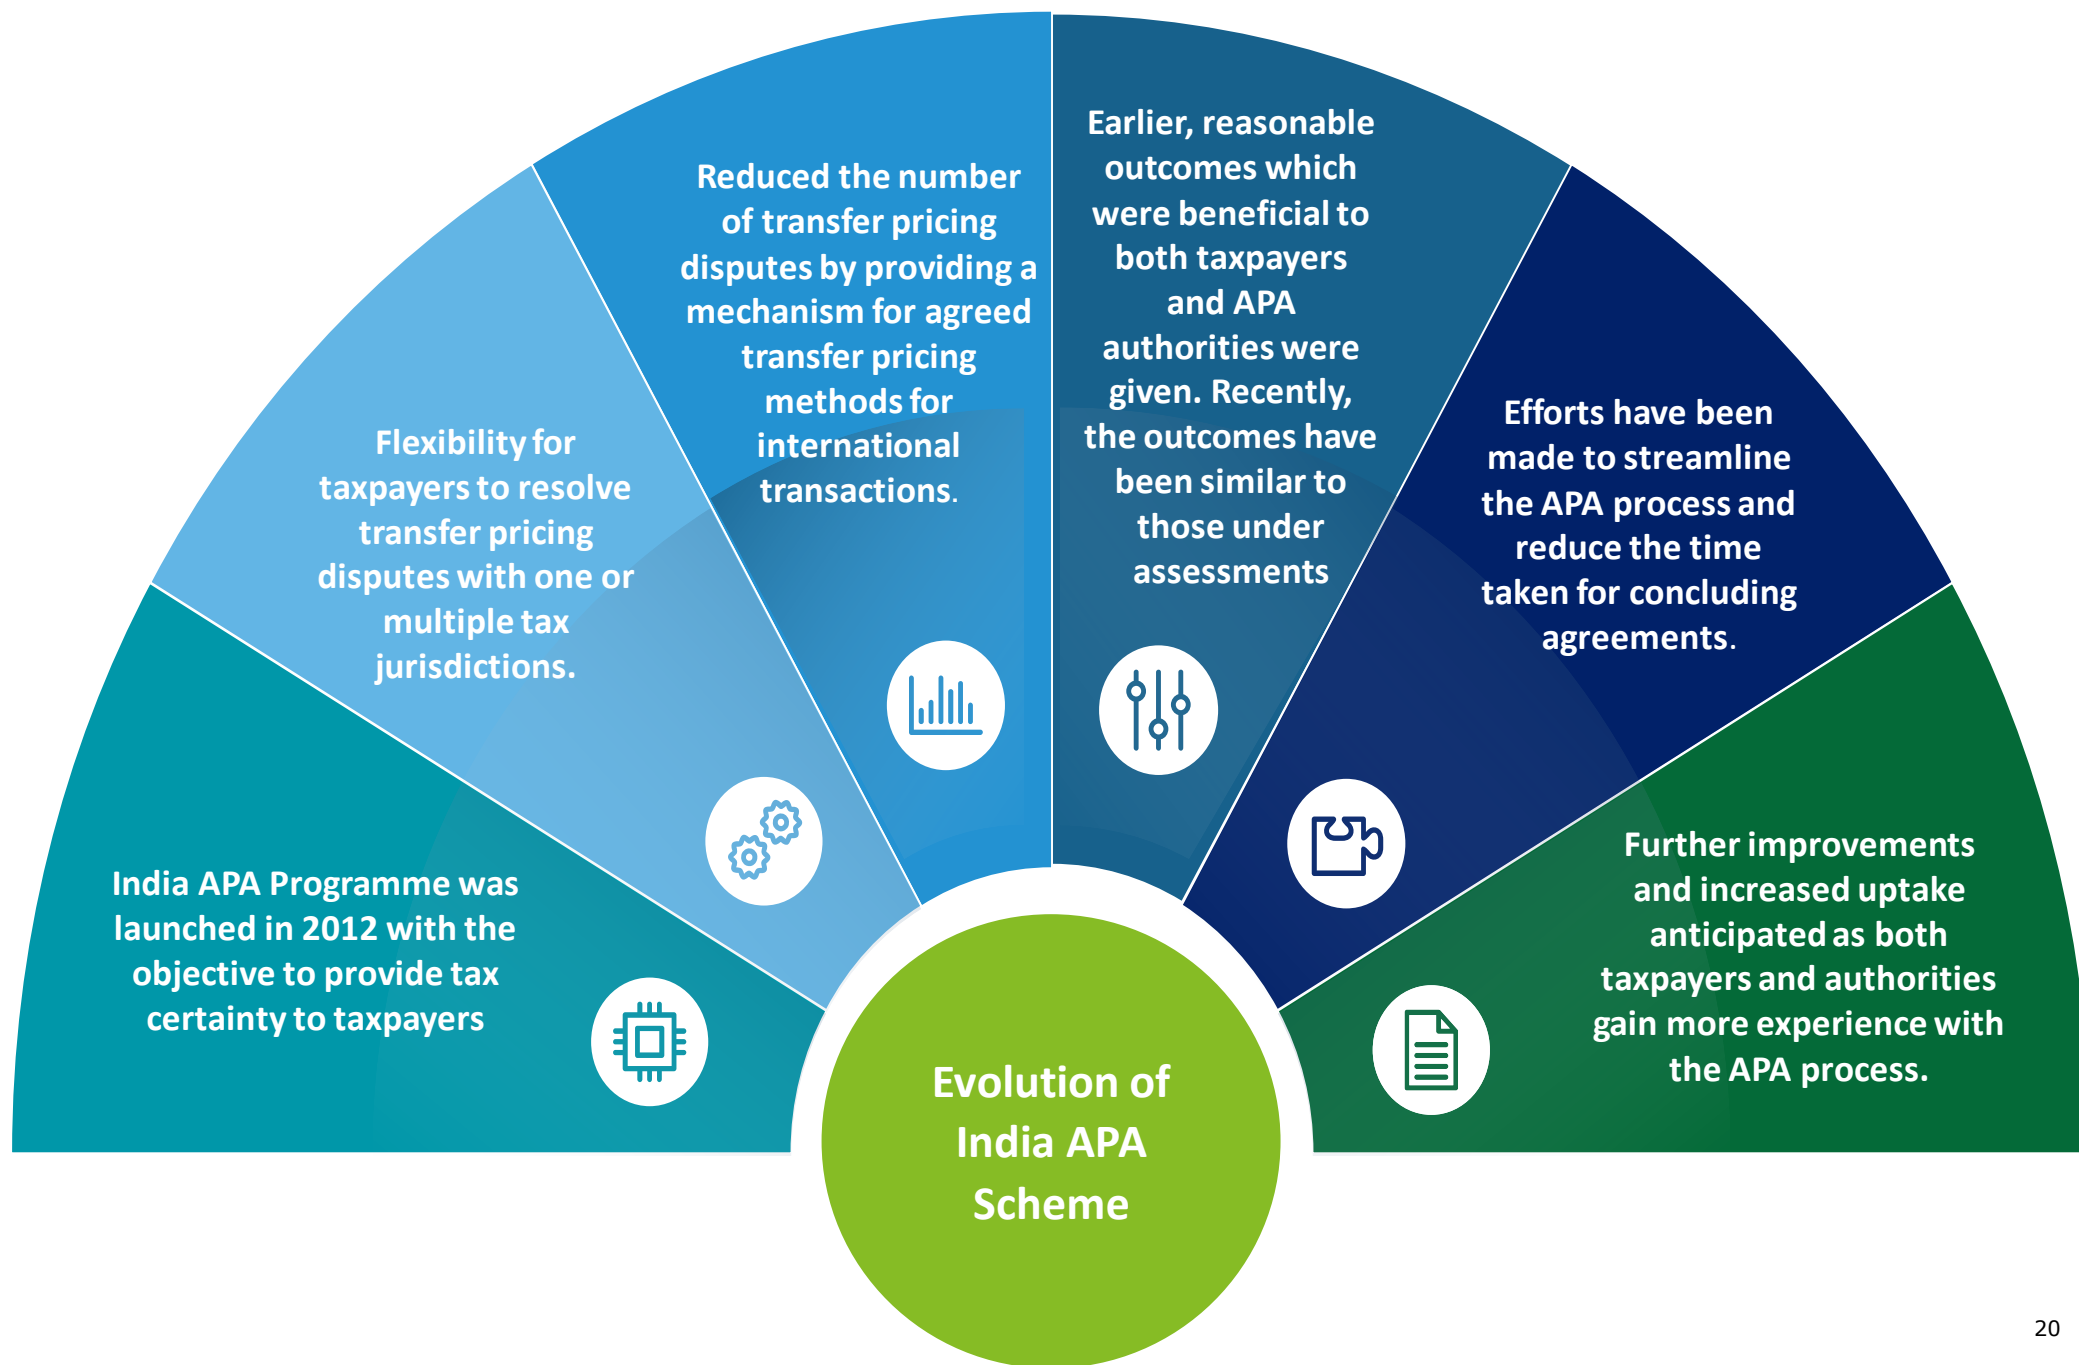 India APA Programme was
launched in 2012 with the
objective to provide tax
certainty to taxpayers
Flexibility for
taxpayers to resolve
transfer pricing
disputes with one or
multiple tax
jurisdictions.
Reduced the number
of transfer pricing
disputes by providing a
mechanism for agreed
transfer pricing
methods for
international
transactions.
Earlier, reasonable
outcomes which
were beneficial to
both taxpayers
and APA
authorities were
given. Recently,
the outcomes have
been similar to
those under
assessments
Efforts have been
made to streamline
the APA process and
reduce the time
taken for concluding
agreements.
Further improvements
and increased uptake
anticipated as both
taxpayers and authorities
gain more experience with
the APA process.
Evolution of
India APA
Scheme
20